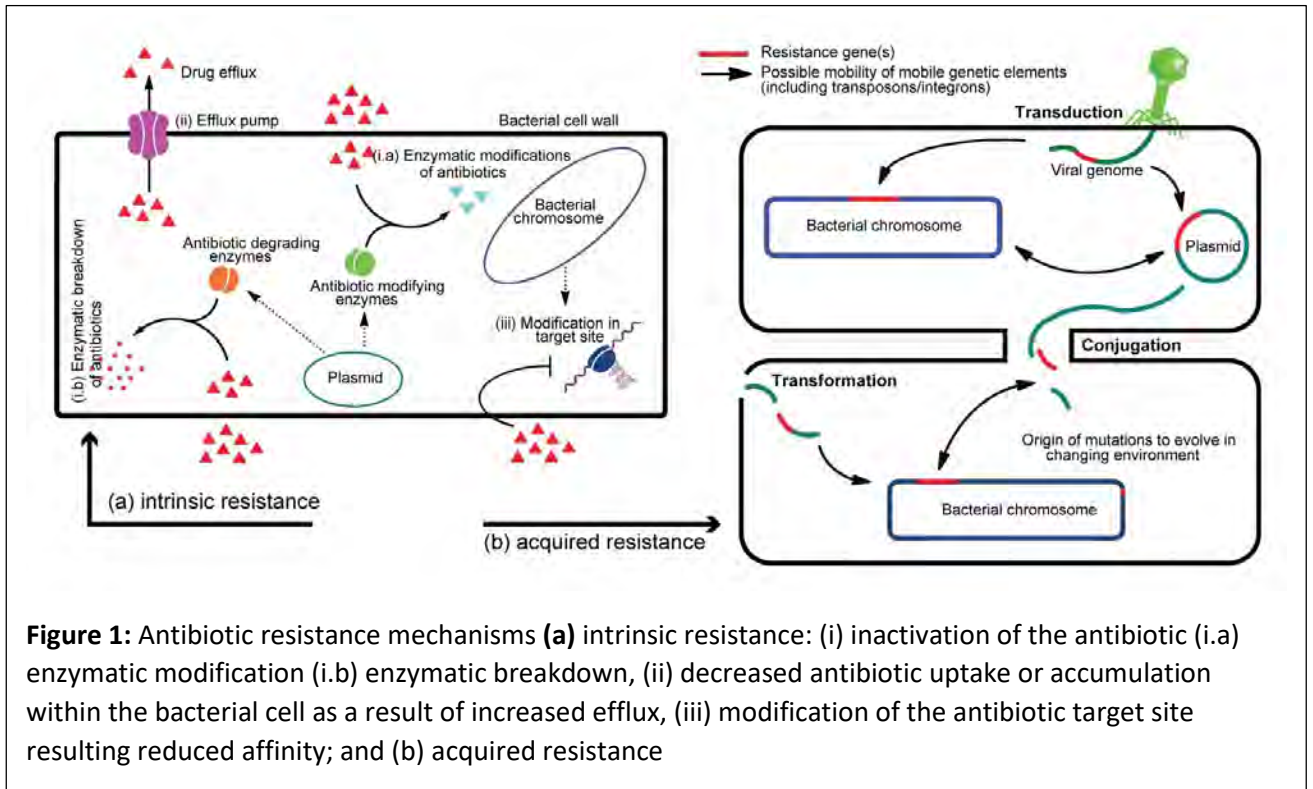 Drug efflux
(ii) Efflux pump
Bacterial cell wall
(i.a) Enzymatic modifications
of antibiotics
Bacterial
chromosome
Antibiotic degrading
enzymes
Antibiotic modifying
enzymes
(i.b) Enzymatic breakdown
of antibiotics
(iii) Modification in
target site
Plasmid
(a) intrinsic resistance
(b) acquired resistance
Resistance gene(s)
Possible mobility of mobile genetic elements
(including transposons/integrons)
Transduction
Viral genome
Bacterial chromosome
Plasmid
Conjugation
Transformation
Origin of mutations to evolve in
changing environment
Bacterial chromosome
Figure 1: Antibiotic resistance mechanisms (a) intrinsic resistance: (i) inactivation of the antibiotic (i.a)
enzymatic modification (i.b) enzymatic breakdown, (ii) decreased antibiotic uptake or accumulation
within the bacterial cell as a result of increased efflux, (iii) modification of the antibiotic target site
resulting reduced affinity; and (b) acquired resistance